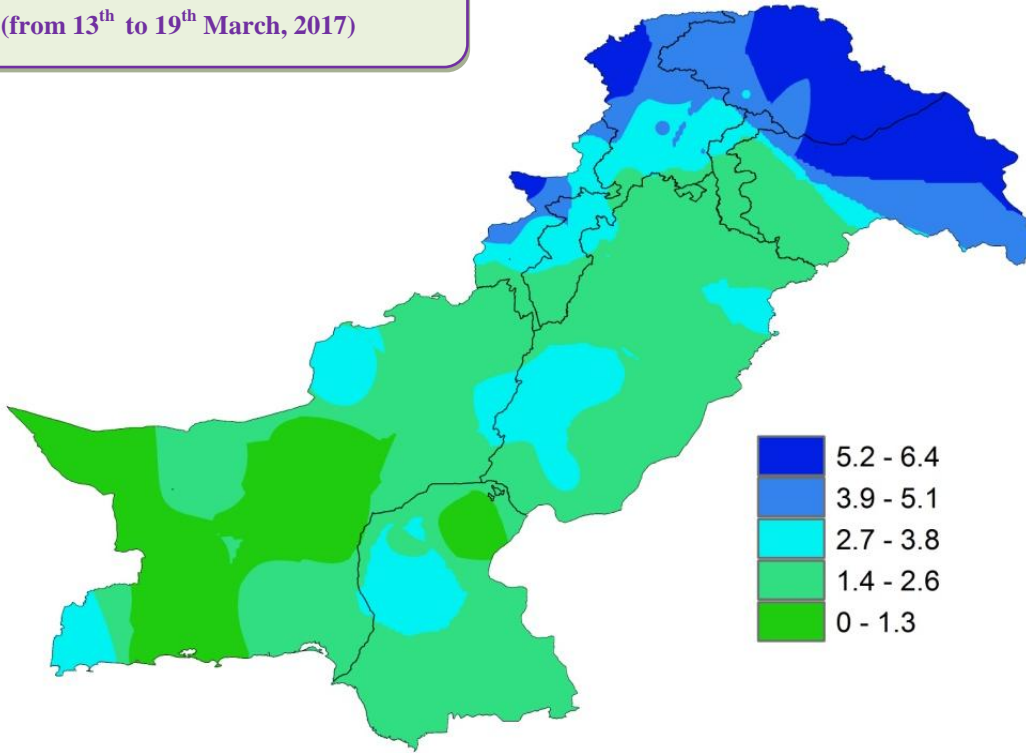 (from 13th to 19th March, 2017)
5.2 - 6.4
3.9 - 5.1
2.7 - 3.8
1.4 - 2.6
0 - 1.3